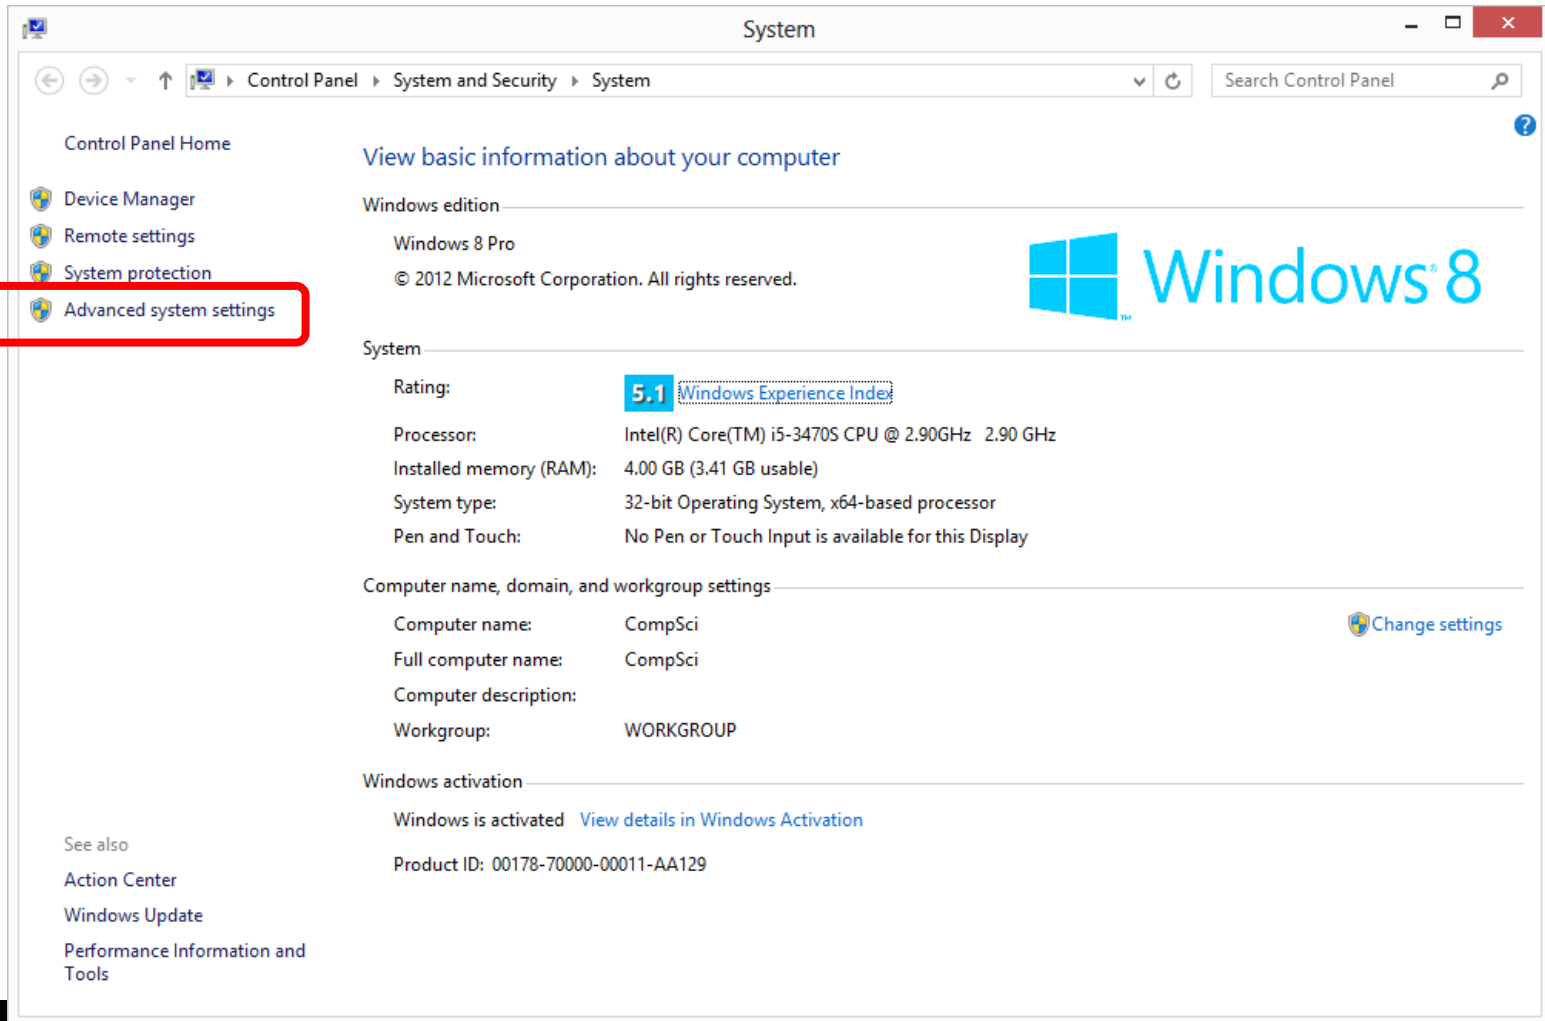 System
Control Panel System and Security System
Search Control Panel
Control Panel Home
Device Manager
Remote settings
System protection
Advanced system settings
See also
Action Center
Windows Update
Performance Information and
Tools
View basic information about your computer
Windows edition
Windows 8 Pro
© 2012 Microsoft Corporation. All rights reserved.
Windows 8
TM
System
Rating: 5.1 Windows Experience Index
Processor: Intel(R) Core(TM) i5-3470S CPU @ 2.90GHz 2.90 GHz
Installed memory (RAM): 4.00 GB (3.41 GB usable)
System type: 32-bit Operating System, x64-based processor
Pen and Touch: No Pen or Touch Input is available for this Display
Computer name, domain, and workgroup settings
Computer name: CompSci Change settings
Full computer name: CompSci
Computer description:
Workgroup: WORKGROUP
Windows activation
Windows is activated View details in Windows Activation
Product ID: 00178-70000-00011-AA129